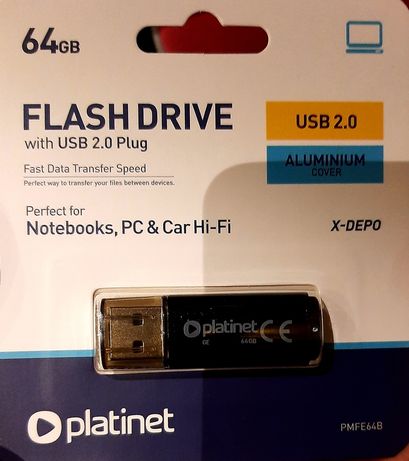 64GB
FLASH DRIVE
with USB 2.0 Plug
Fast Data Transfer Speed
Perfect way to transfer your files between devices.
USB 2.0
ALUMINIUM
COVER
Perfect for
Notebooks, PC & Car Hi-Fi
X-DEPO
platinet CE
GE 64GB
platinet
PMFE64B